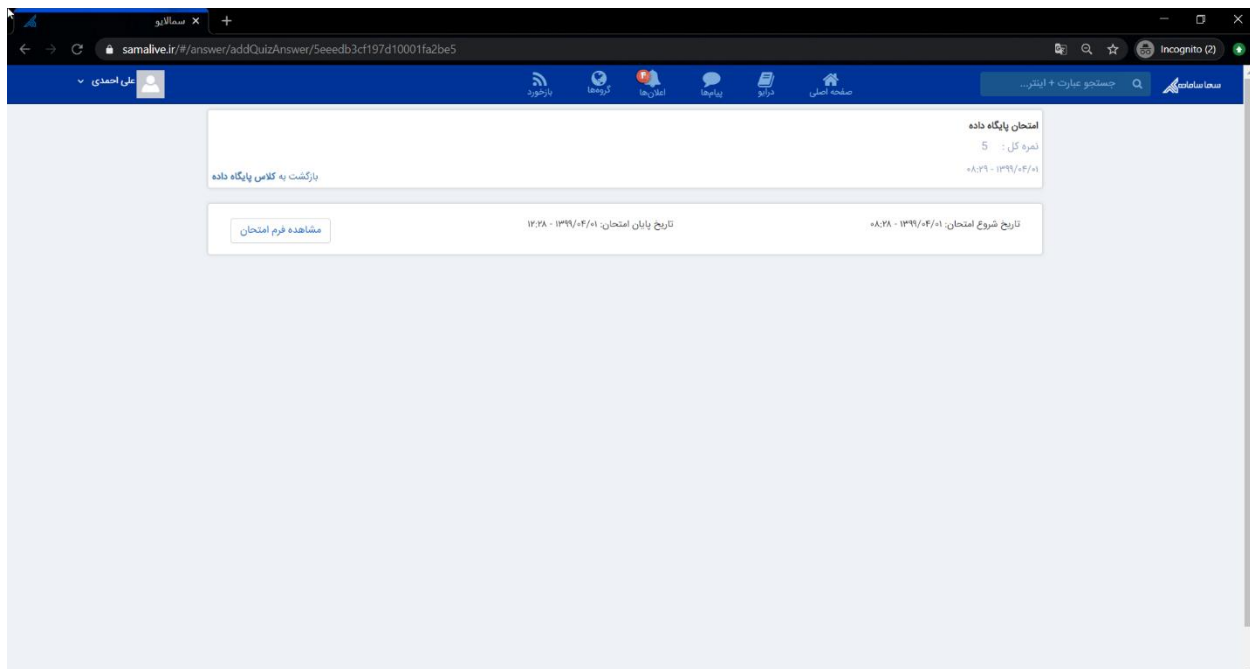 سمالایو
samalive.ir/#/answer/addQuizAnswer/5eeedb3cf197d10001fa2be5
Incognito (2)
سما سامانه
جستجو عبارت + اینتر...
صفحه اصلی
درایو
پیام‌ها
اعلان‌ها
گروه‌ها
بازخورد
علی احمدی
امتحان پایگاه داده
نمره کل : 5
۱۳۹۹/۰۴/۰۱ - ۰۸:۲۹
بازگشت به کلاس پایگاه داده
تاریخ شروع امتحان: ۱۳۹۹/۰۴/۰۱ - ۰۸:۲۸
تاریخ پایان امتحان: ۱۳۹۹/۰۴/۰۱ - ۱۲:۲۸
مشاهده فرم امتحان